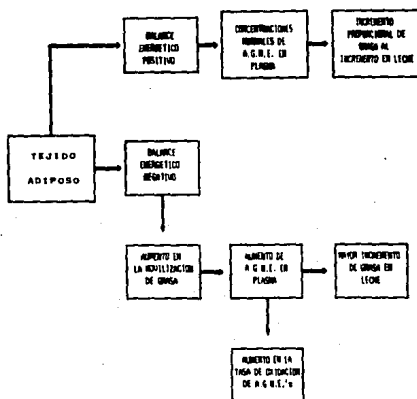 BALANCE
ENERGETICO
POSITIVO
CONCENTRACIONES
NORMALES DE
A.G.N.E. EN
PLASMA
INCREMENTO
PROPORCIONAL DE
GRASA AL
INCREMENTO EN LECHE
TEJIDO
ADIPOSO
BALANCE
ENERGETICO
NEGATIVO
AUMENTO EN
LA MOVILIZACION
DE GRASA
AUMENTO DE
A.G.N.E. EN
PLASMA
MAYOR INCREMENTO
DE GRASA EN
LECHE
AUMENTO EN LA
TASA DE OXIDACION
DE A.G.N.E.'s